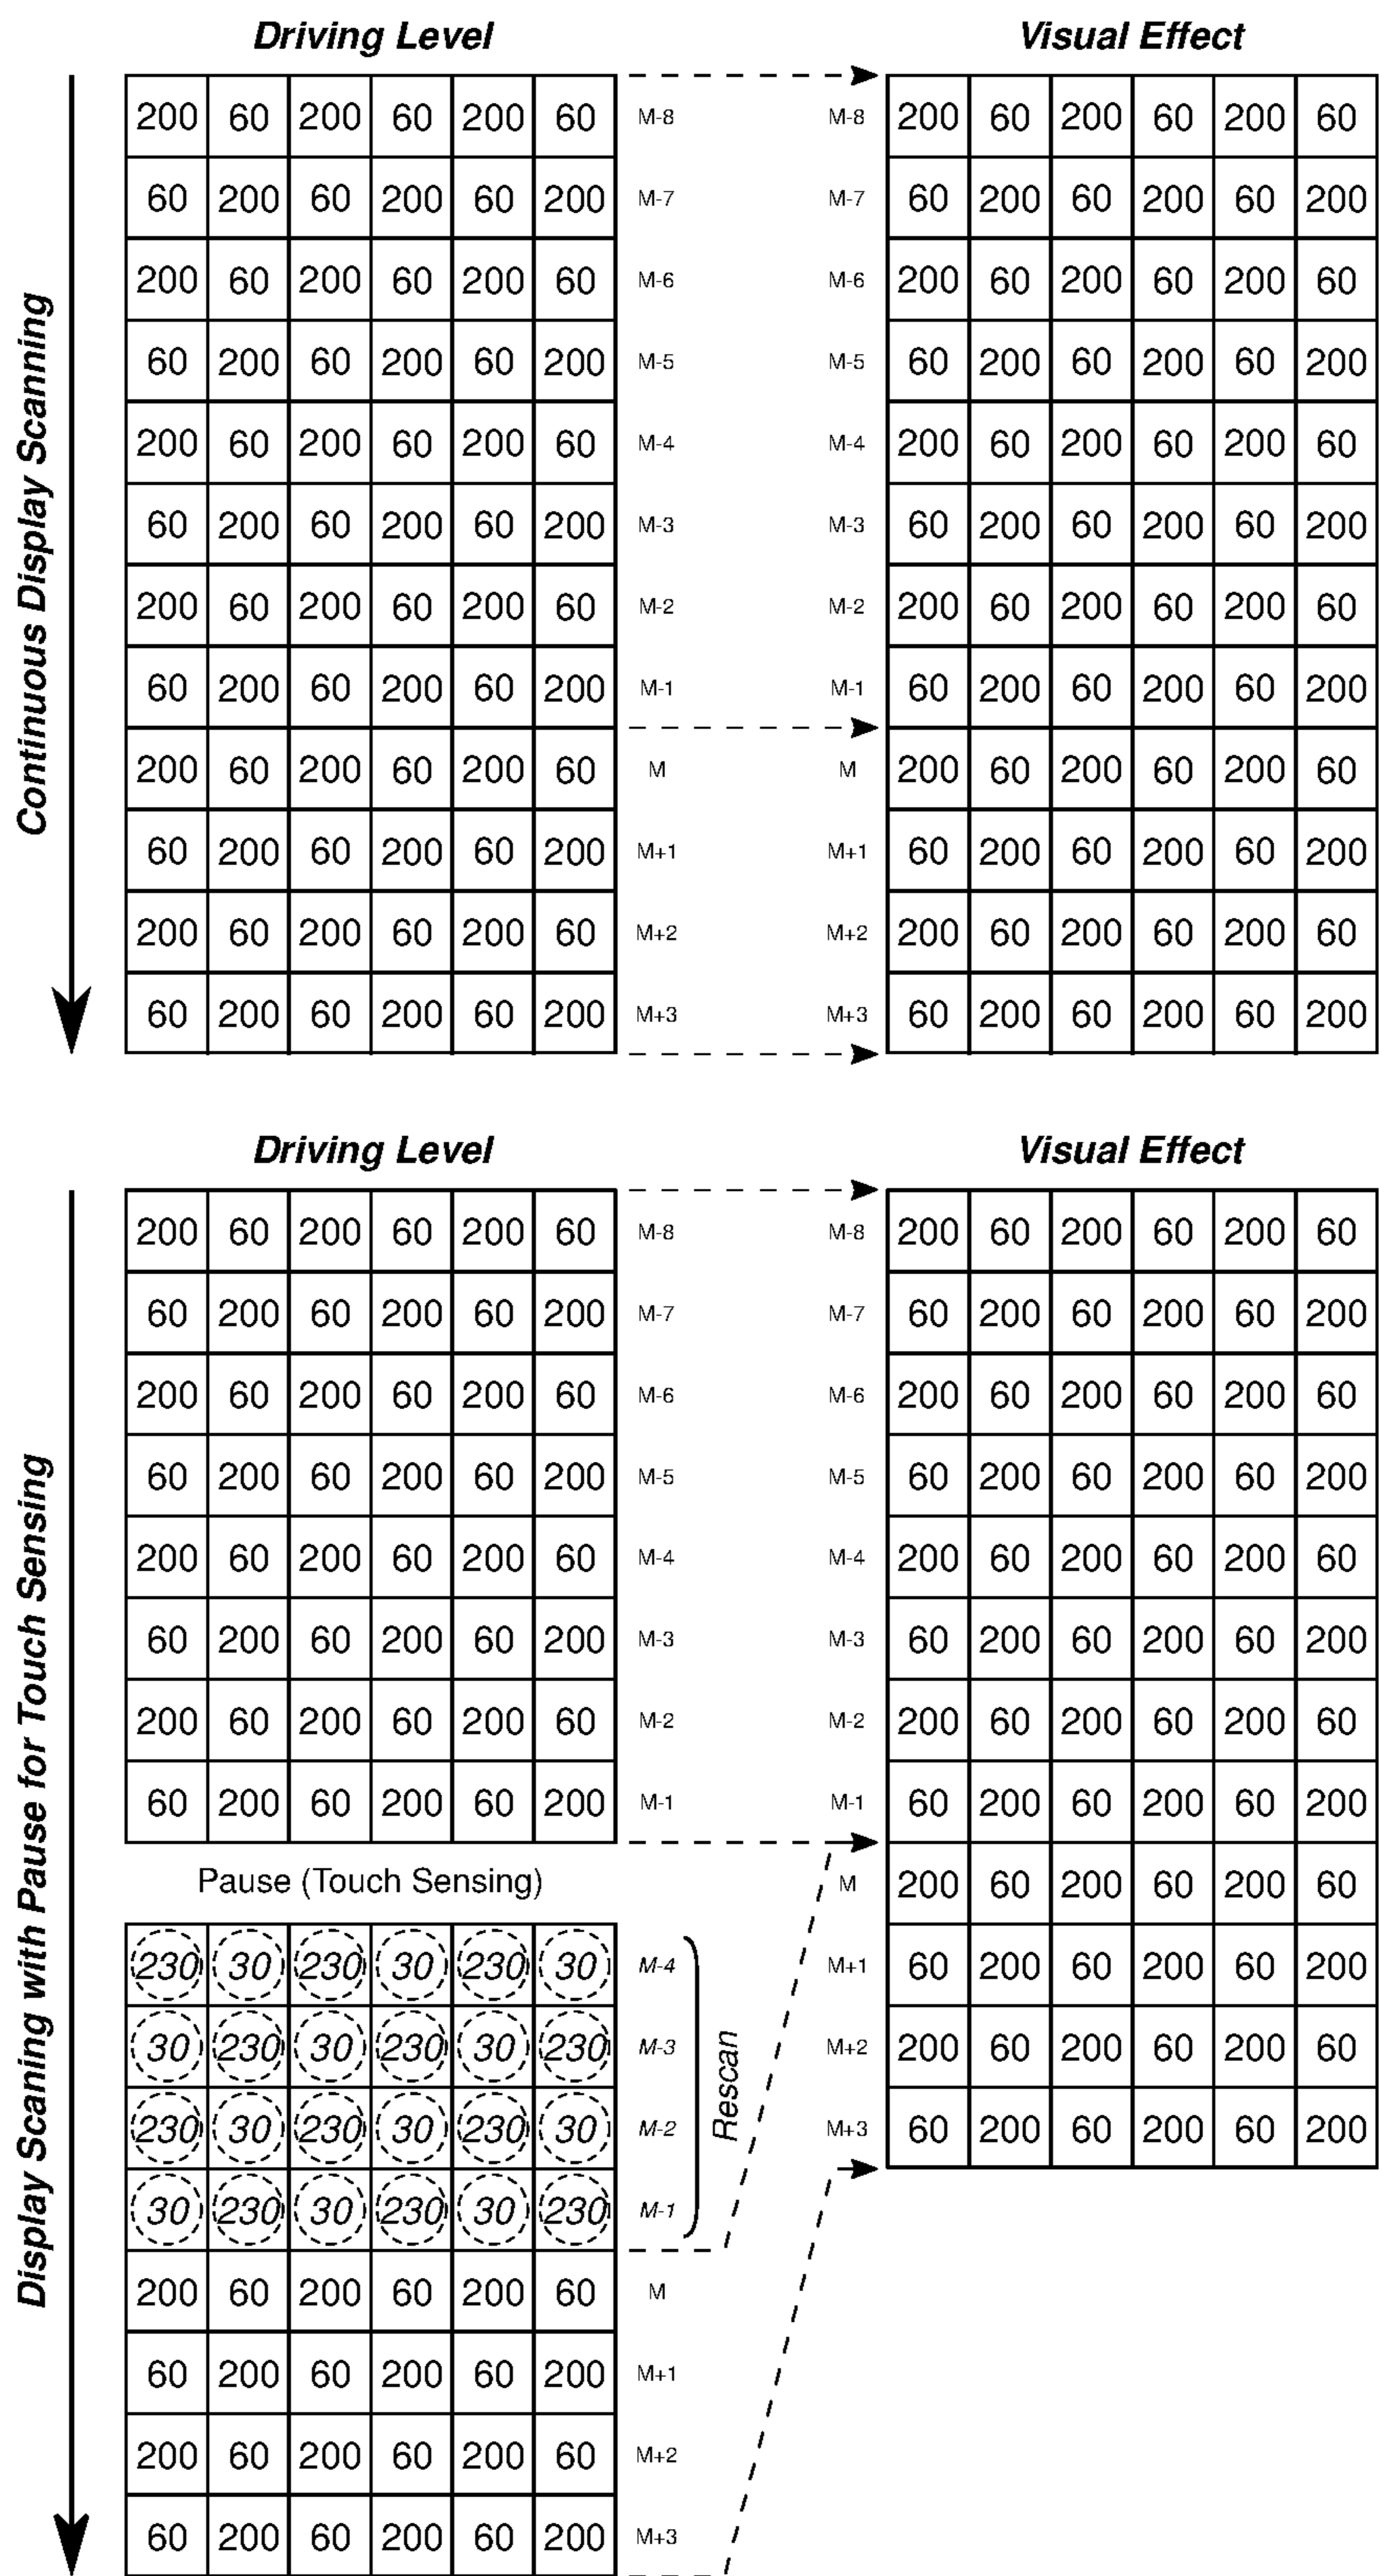 Driving Level Visual Effect
200 60 200 60 200 60 M-8 M-8 200 60 200 60 200 60
60 200 60 200 60 200 M-7 M-7 60 200 60 200 60 200
200 60 200 60 200 60 M-6 M-6 200 60 200 60 200 60
60 200 60 200 60 200 M-5 M-5 60 200 60 200 60 200
200 60 200 60 200 60 M-4 M-4 200 60 200 60 200 60
60 200 60 200 60 200 M-3 M-3 60 200 60 200 60 200
200 60 200 60 200 60 M-2 M-2 200 60 200 60 200 60
60 200 60 200 60 200 M-1 M-1 60 200 60 200 60 200
200 60 200 60 200 60 M M 200 60 200 60 200 60
60 200 60 200 60 200 M+1 M+1 60 200 60 200 60 200
200 60 200 60 200 60 M+2 M+2 200 60 200 60 200 60
60 200 60 200 60 200 M+3 M+3 60 200 60 200 60 200
Continuous Display Scanning
Driving Level Visual Effect
200 60 200 60 200 60 M-8 M-8 200 60 200 60 200 60
60 200 60 200 60 200 M-7 M-7 60 200 60 200 60 200
200 60 200 60 200 60 M-6 M-6 200 60 200 60 200 60
60 200 60 200 60 200 M-5 M-5 60 200 60 200 60 200
200 60 200 60 200 60 M-4 M-4 200 60 200 60 200 60
60 200 60 200 60 200 M-3 M-3 60 200 60 200 60 200
200 60 200 60 200 60 M-2 M-2 200 60 200 60 200 60
60 200 60 200 60 200 M-1 M-1 60 200 60 200 60 200
Pause (Touch Sensing) M 200 60 200 60 200 60
230 30 230 30 230 30 M-4 M+1 60 200 60 200 60 200
30 230 30 230 30 230 M-3 M+2 200 60 200 60 200 60
230 30 230 30 230 30 M-2 M+3 60 200 60 200 60 200
30 230 30 230 30 230 M-1
Rescan
200 60 200 60 200 60 M
60 200 60 200 60 200 M+1
200 60 200 60 200 60 M+2
60 200 60 200 60 200 M+3
Display Scaning with Pause for Touch Sensing